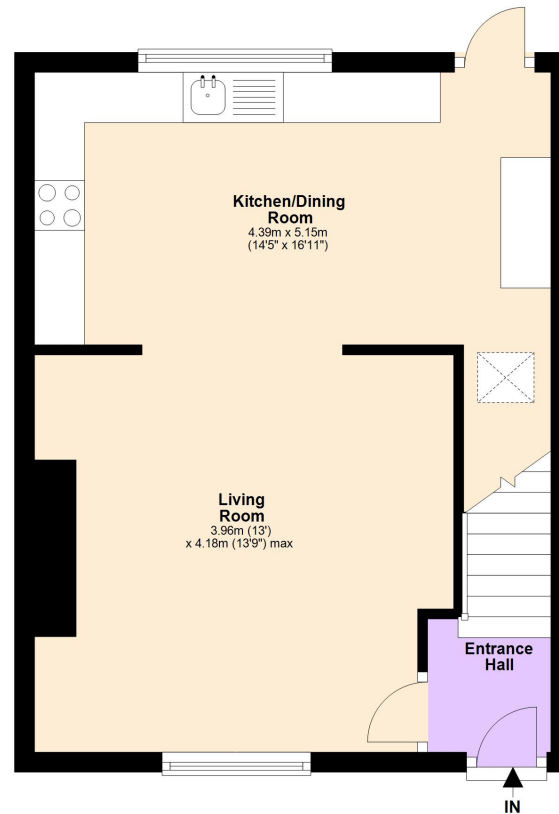 Kitchen/Dining
Room
4.39m x 5.15m
(14'5" x 16'11")
Living
Room
3.96m (13')
x 4.18m (13'9") max
Entrance
Hall
IN